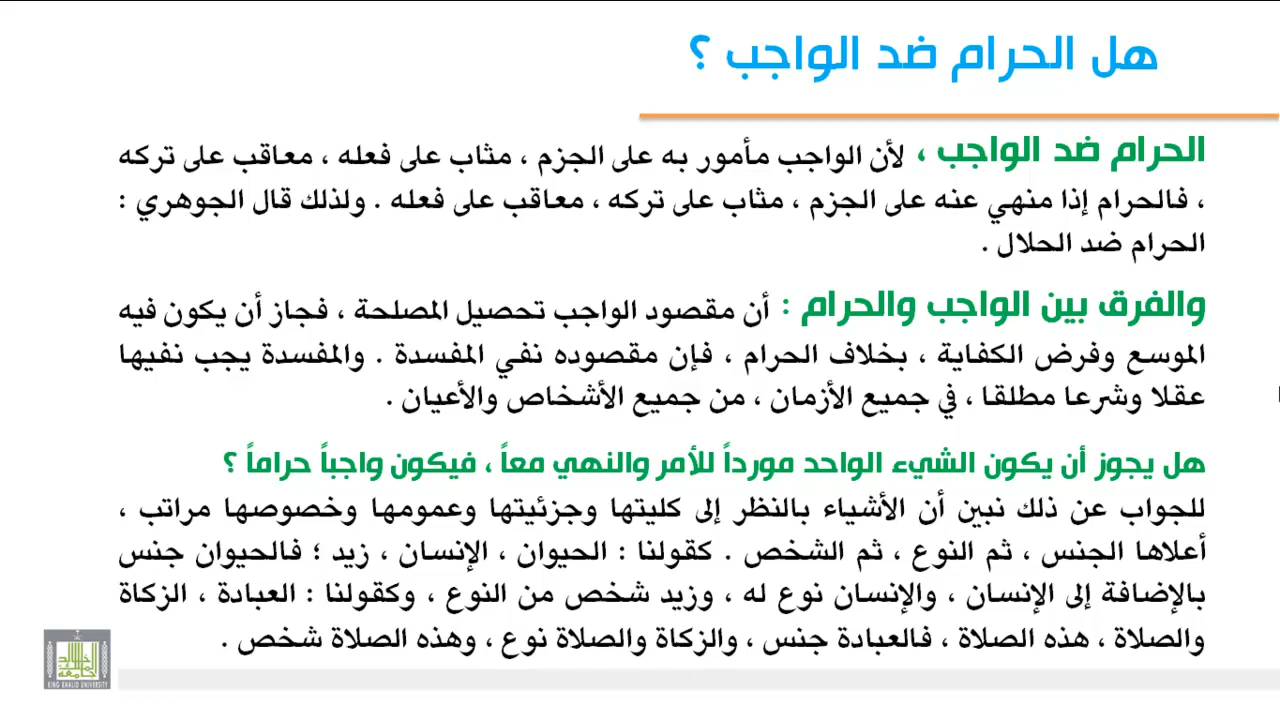 هل الحرام ضد الواجب ؟
الحرام ضد الواجب ، لأن الواجب مأمور به على الجزم ، مثاب على فعله ، معاقب على تركه
، فالحرام إذا منهي عنه على الجزم ، مثاب على تركه ، معاقب على فعله . ولذلك قال الجوهري :
الحرام ضد الحلال .
والفرق بين الواجب والحرام : أن مقصود الواجب تحصيل المصلحة ، فجاز أن يكون فيه
الموسع وفرض الكفاية ، بخلاف الحرام ، فإن مقصوده نفي المفسدة . والمفسدة يجب نفيها
عقلا وشرعا مطلقا ، في جميع الأزمان ، من جميع الأشخاص والأعيان .
هل يجوز أن يكون الشيء الواحد مورداً للأمر والنهي معاً ، فيكون واجباً حراماً ؟
للجواب عن ذلك نبين أن الأشياء بالنظر إلى كليتها وجزئيتها وعمومها وخصوصها مراتب ،
أعلاها الجنس ، ثم النوع ، ثم الشخص . كقولنا : الحيوان ، الإنسان ، زيد ؛ فالحيوان جنس
بالإضافة إلى الإنسان ، والإنسان نوع له ، وزيد شخص من النوع ، وكقولنا : العبادة ، الزكاة
والصلاة ، هذه الصلاة ، فالعبادة جنس ، والزكاة والصلاة نوع ، وهذه الصلاة شخص .
جامعة الملك خالد
KING KHALID UNIVERSITY